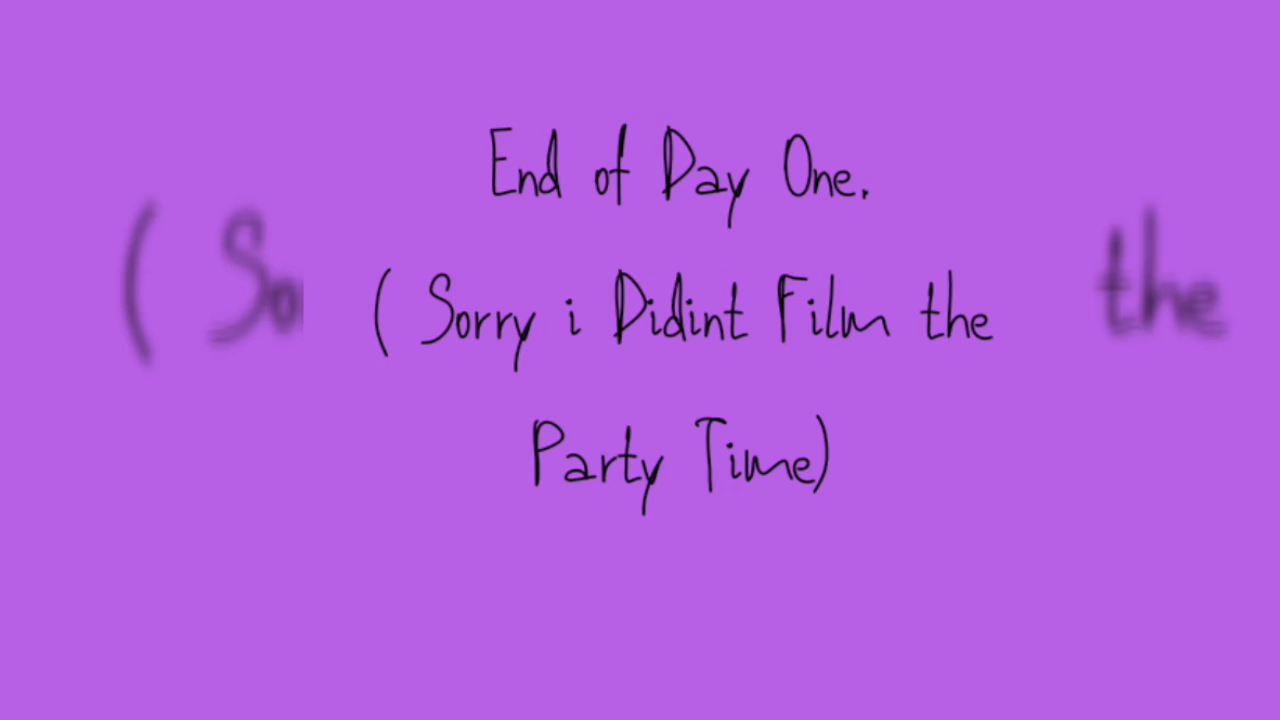 End of Day One.
( Sorry i Didint Film the
Party Time)